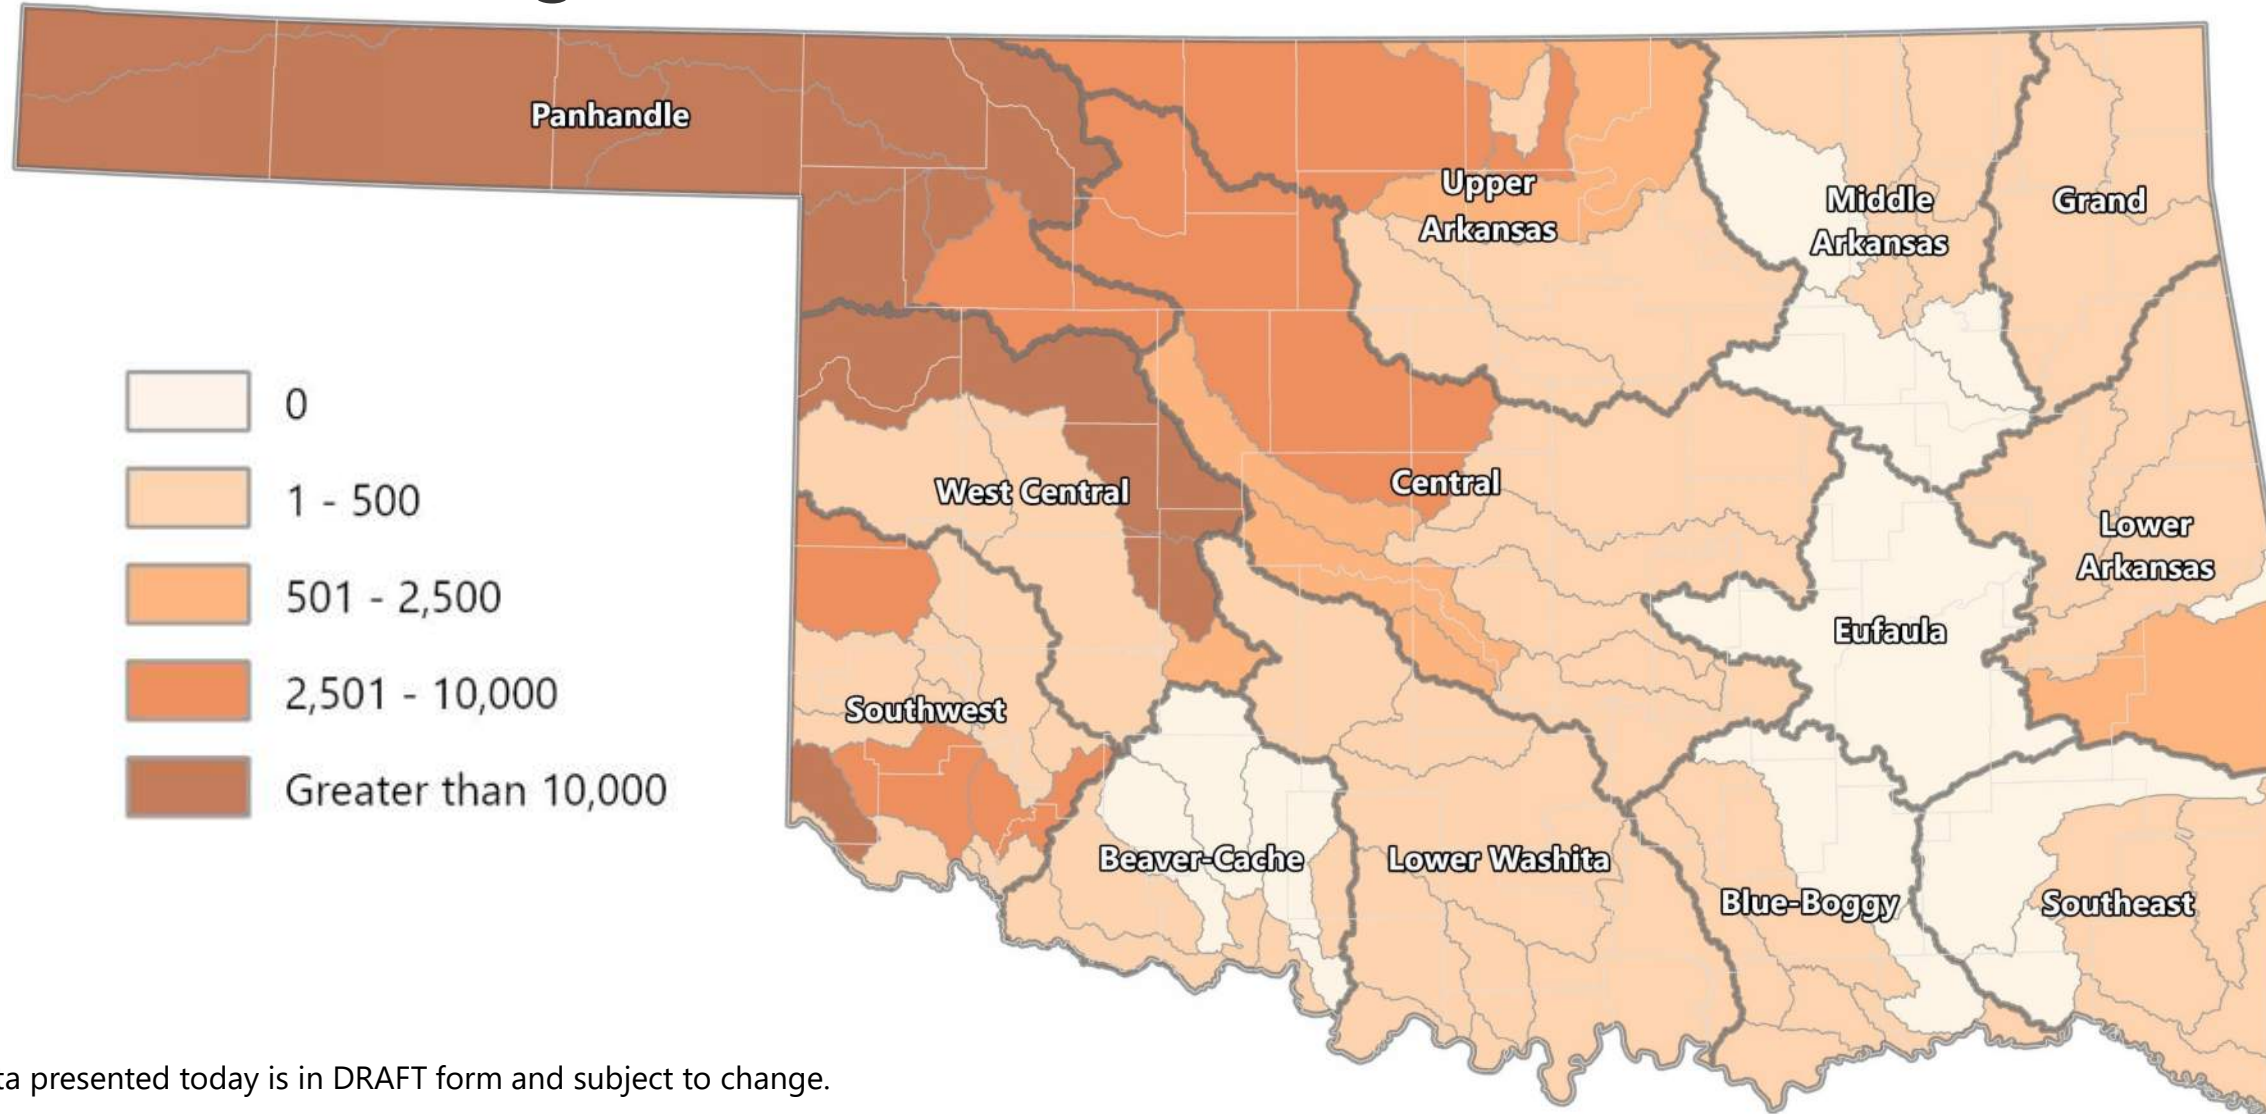 Panhandle
Upper
Arkansas
Middle
Arkansas
Grand
0
1 - 500
501 - 2,500
2,501 - 10,000
Greater than 10,000
West Central
Central
Lower
Arkansas
Eufaula
Southwest
Beaver-Cache
Lower Washita
Blue-Boggy
Southeast
presented today is in DRAFT form and subject to change.